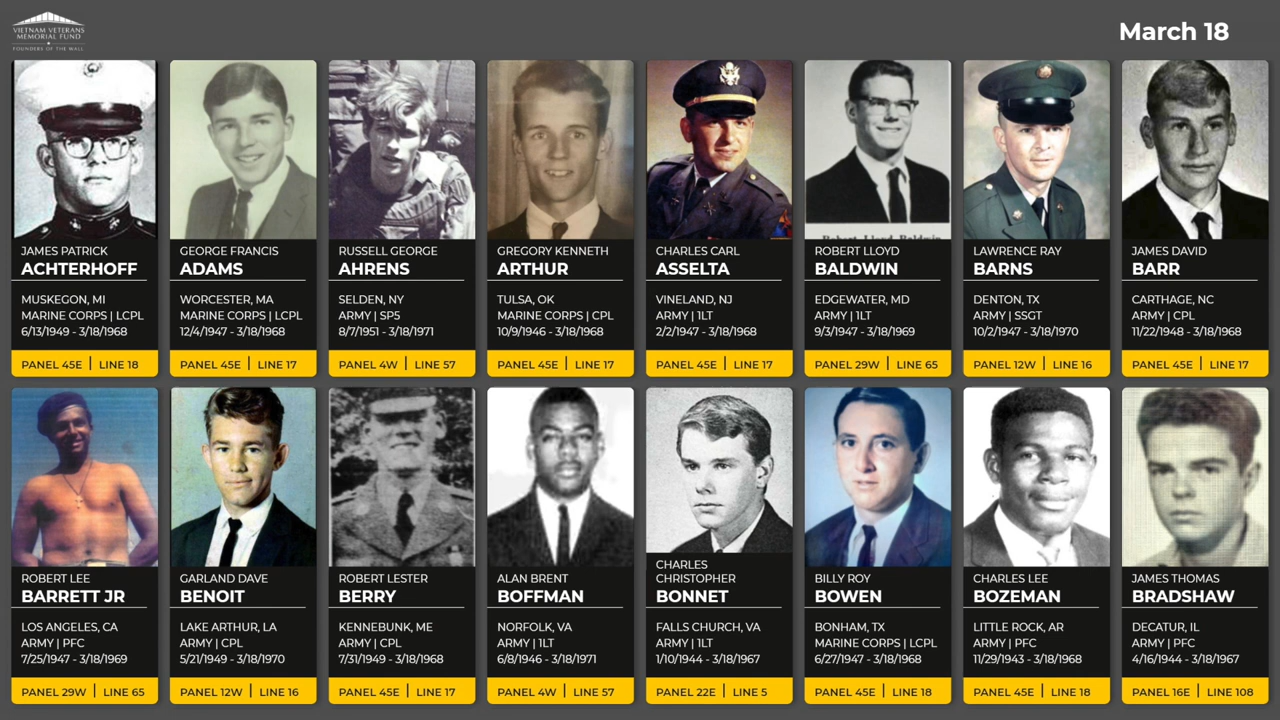 VIETNAM VETERANS
MEMORIAL FUND
FOUNDERS OF THE WALL
March 18
JAMES PATRICK
ACHTERHOFF
MUSKEGON, MI
MARINE CORPS | LCPL
6/13/1949 - 3/18/1968
PANEL 45E | LINE 18
GEORGE FRANCIS
ADAMS
WORCESTER, MA
MARINE CORPS | LCPL
12/4/1947 - 3/18/1968
PANEL 45E | LINE 17
RUSSELL GEORGE
AHRENS
SELDEN, NY
ARMY | SP5
8/7/1951 - 3/18/1971
PANEL 4W | LINE 57
GREGORY KENNETH
ARTHUR
TULSA, OK
MARINE CORPS | CPL
10/9/1946 - 3/18/1968
PANEL 45E | LINE 17
CHARLES CARL
ASSELTA
VINELAND, NJ
ARMY | 1LT
2/2/1947 - 3/18/1968
PANEL 45E | LINE 17
Robert Lloyd Baldwin
ROBERT LLOYD
BALDWIN
EDGEWATER, MD
ARMY | 1LT
9/3/1947 - 3/18/1969
PANEL 29W | LINE 65
LAWRENCE RAY
BARNS
DENTON, TX
ARMY | SSGT
10/2/1947 - 3/18/1970
PANEL 12W | LINE 16
JAMES DAVID
BARR
CARTHAGE, NC
ARMY | CPL
11/22/1948 - 3/18/1968
PANEL 45E | LINE 17
ROBERT LEE
BARRETT JR
LOS ANGELES, CA
ARMY | PFC
7/25/1947 - 3/18/1969
PANEL 29W | LINE 65
GARLAND DAVE
BENOIT
LAKE ARTHUR, LA
ARMY | CPL
5/21/1949 - 3/18/1970
PANEL 12W | LINE 16
ROBERT LESTER
BERRY
KENNEBUNK, ME
ARMY | CPL
7/31/1949 - 3/18/1968
PANEL 45E | LINE 17
ALAN BRENT
BOFFMAN
NORFOLK, VA
ARMY | 1LT
6/8/1946 - 3/18/1971
PANEL 4W | LINE 57
CHARLES
CHRISTOPHER
BONNET
FALLS CHURCH, VA
ARMY | 1LT
1/10/1944 - 3/18/1967
PANEL 22E | LINE 5
BILLY ROY
BOWEN
BONHAM, TX
MARINE CORPS | LCPL
6/27/1947 - 3/18/1968
PANEL 45E | LINE 18
CHARLES LEE
BOZEMAN
LITTLE ROCK, AR
ARMY | PFC
11/29/1943 - 3/18/1968
PANEL 45E | LINE 18
JAMES THOMAS
BRADSHAW
DECATUR, IL
ARMY | PFC
4/16/1944 - 3/18/1967
PANEL 16E | LINE 108